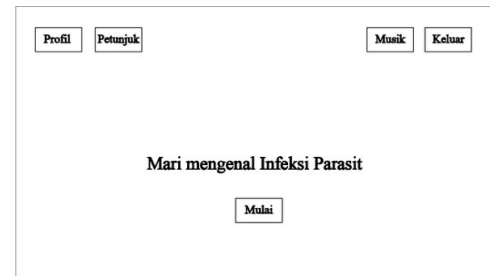 Profil Petunjuk Musik Keluar
Mari mengenal Infeksi Parasit
Mulai